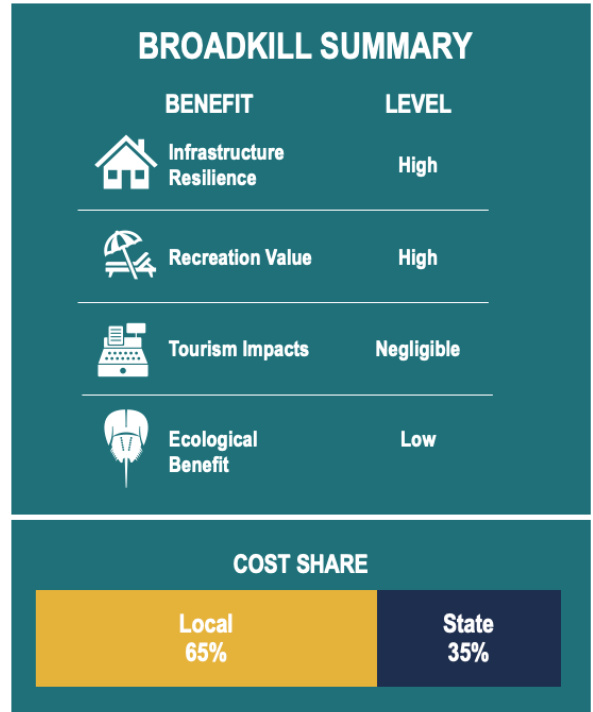 BROADKILL SUMMARY
BENEFIT LEVEL
Infrastructure
Resilience
High
Recreation Value High
Tourism Impacts Negligible
Ecological
Benefit
Low
COST SHARE
Local
65%
State
35%